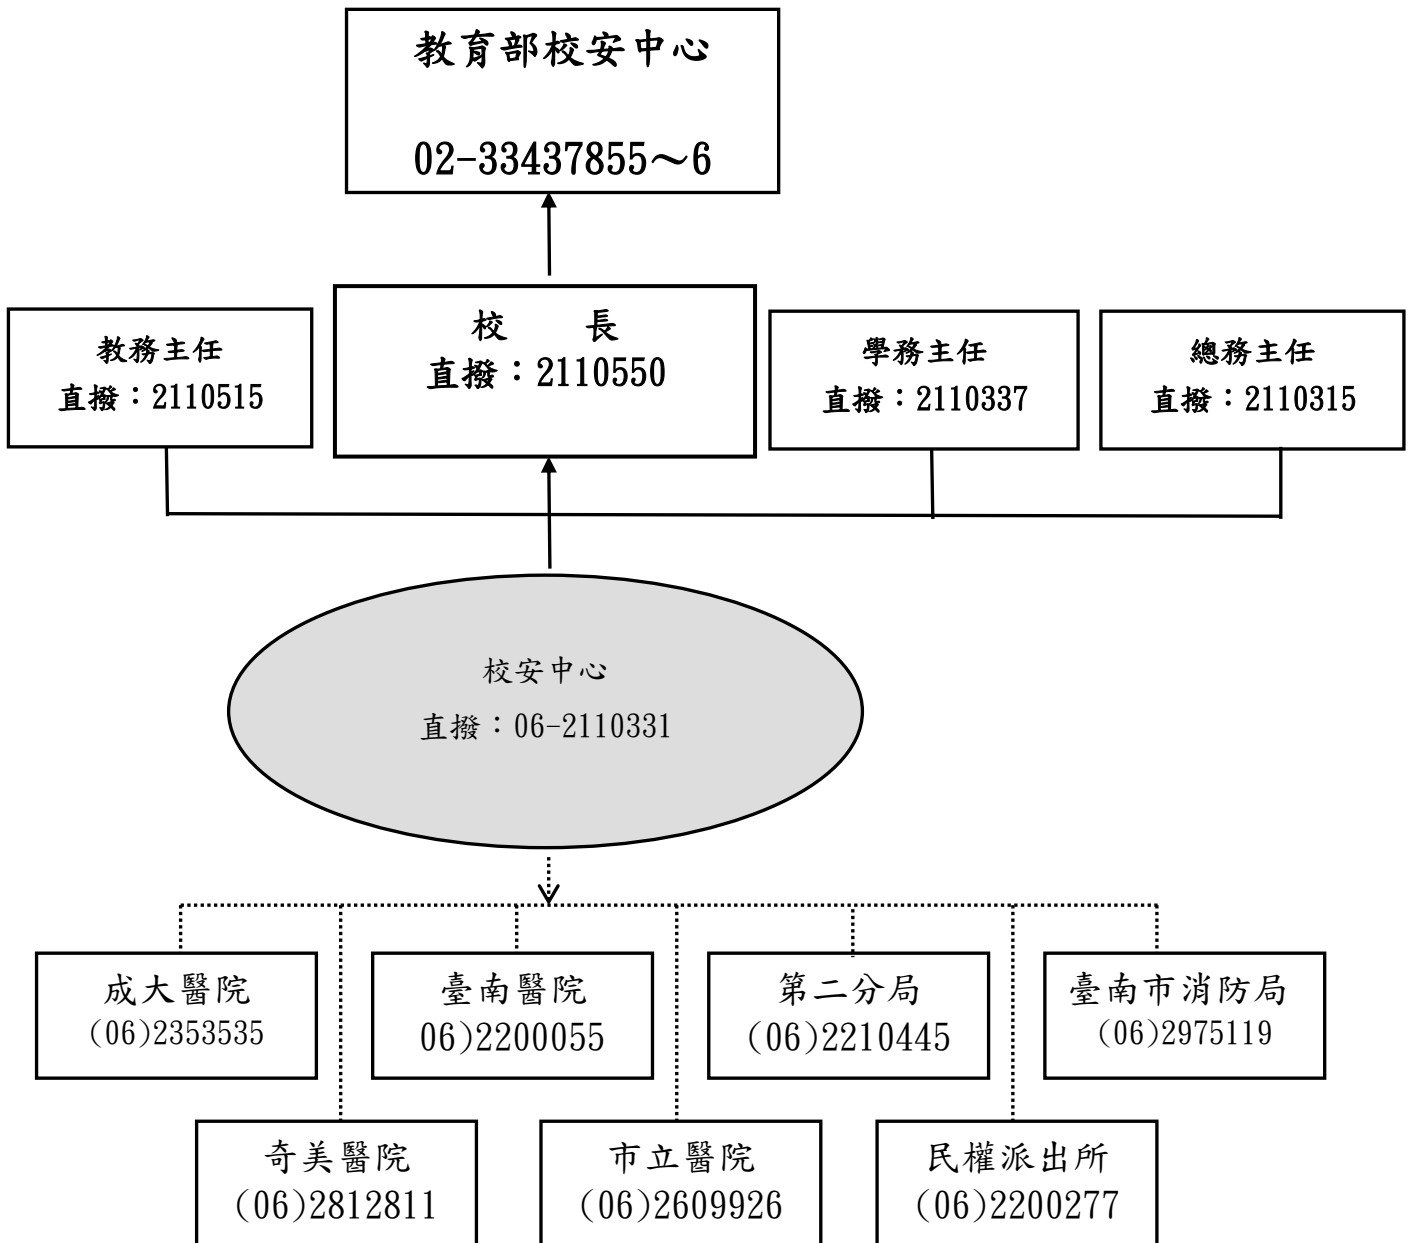 教育部校安中心
02-33437855～6
校　　長
直撥：2110550
教務主任
直撥：2110515
學務主任
直撥：2110337
總務主任
直撥：2110315
校安中心
直撥：06-2110331
成大醫院
(06)2353535
臺南醫院
06)2200055
第二分局
(06)2210445
臺南市消防局
(06)2975119
奇美醫院
(06)2812811
市立醫院
(06)2609926
民權派出所
(06)2200277